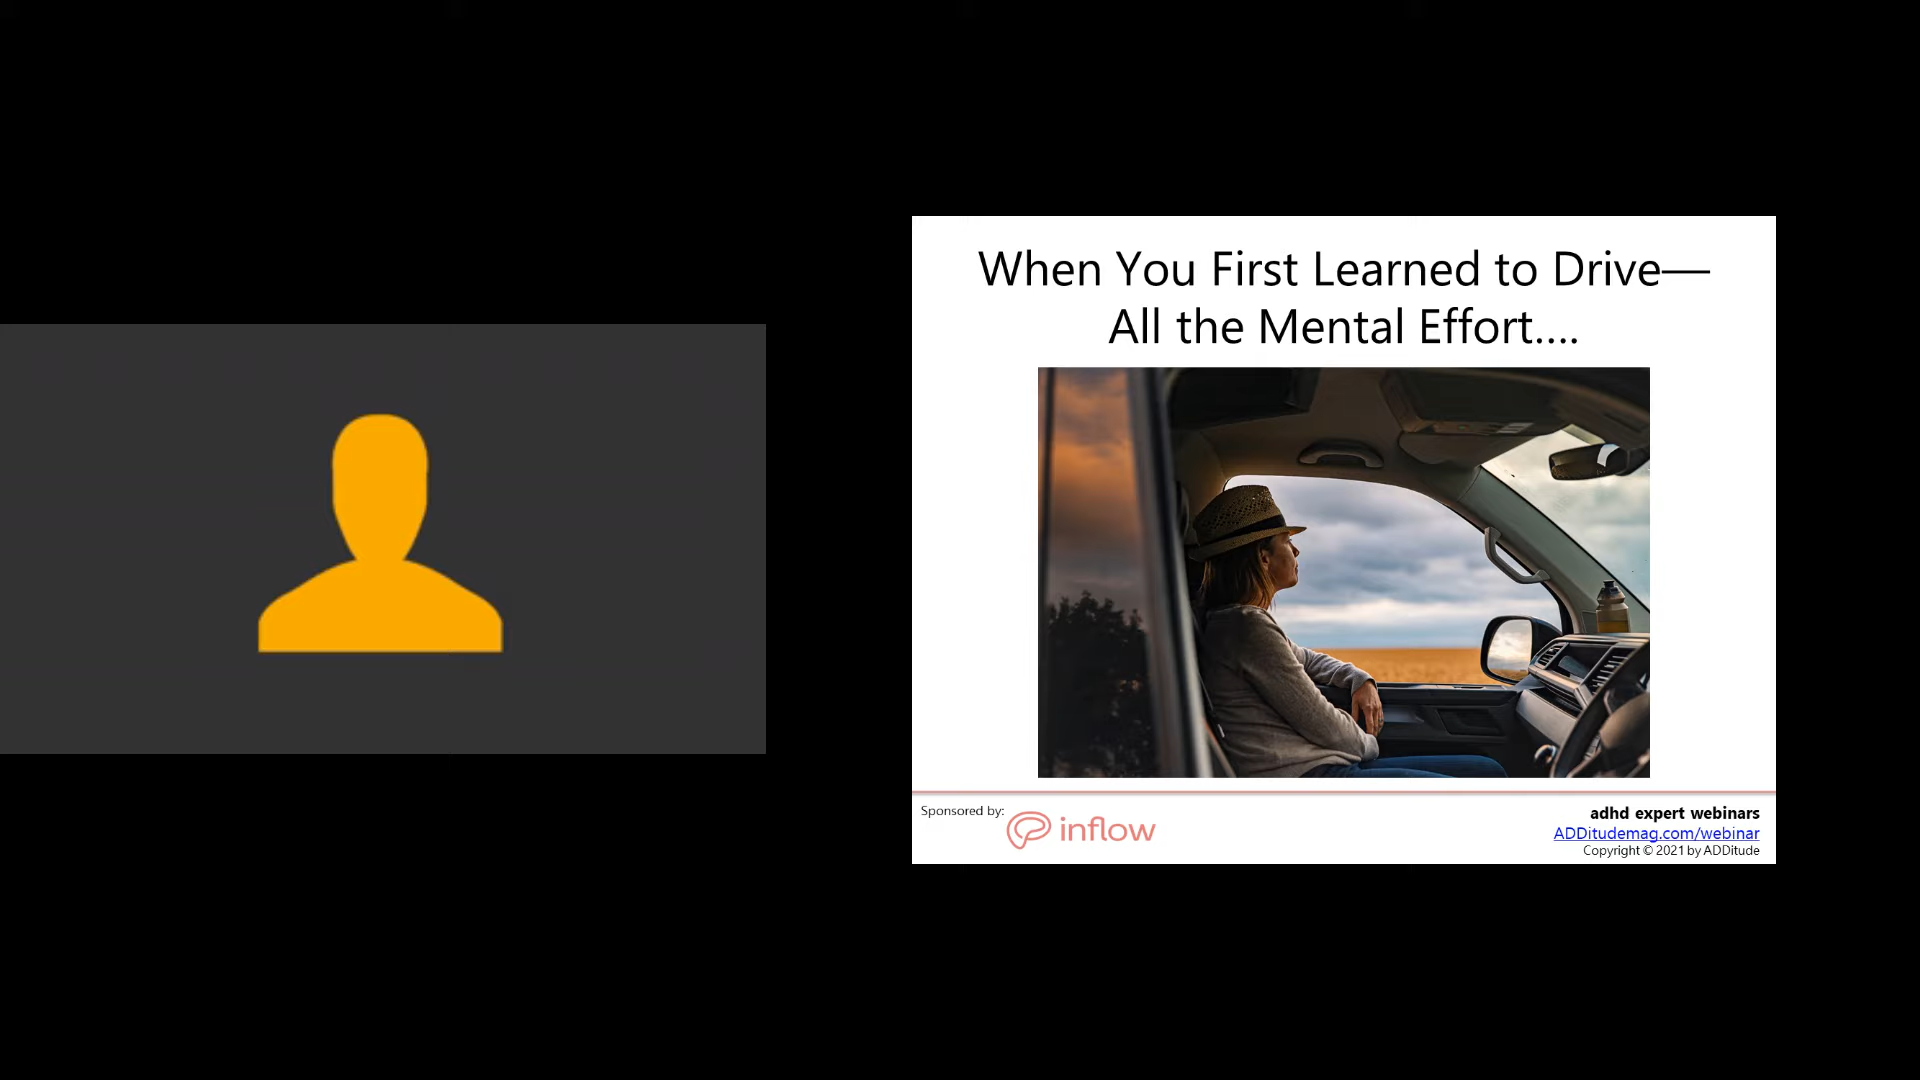 When You First Learned to Drive—
All the Mental Effort....
Sponsored by:
inflow
adhd expert webinars
ADDitudemag.com/webinar
Copyright © 2021 by ADDitude